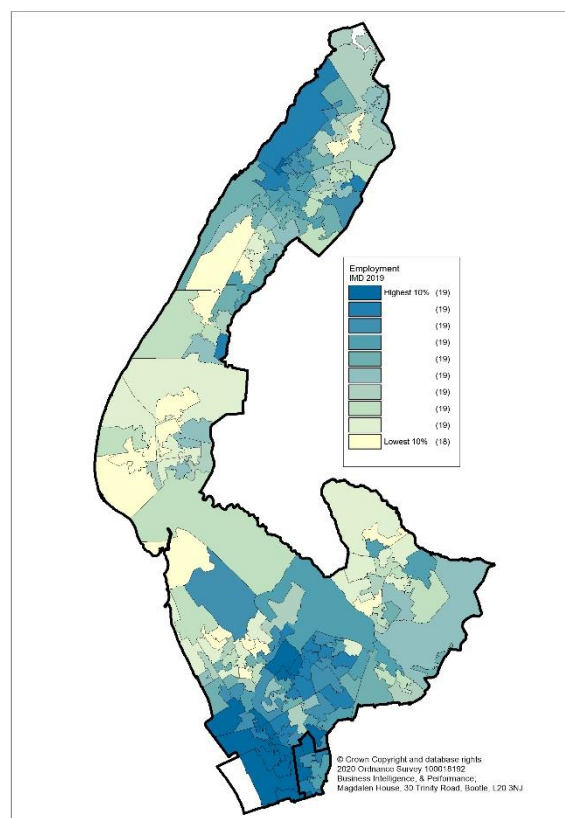 Employment
IMD 2019
Highest 10% (19)
(19)
(19)
(19)
(19)
(19)
(19)
(19)
(19)
Lowest 10% (18)
© Crown Copyright and database rights
2020 Ordnance Survey 100018192
Business Intelligence, & Performance;
Magdalen House, 30 Trinity Road, Bootle, L20 3NJ